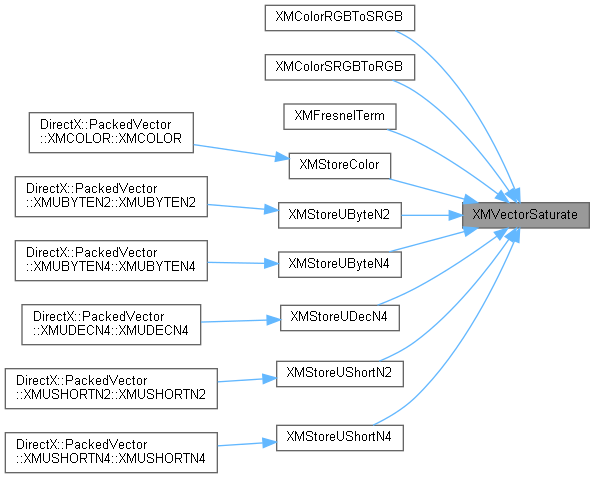 XMColorRGBToSRGB
XMColorSRGBToRGB
XMFresnelTerm
DirectX::PackedVector
::XMCOLOR::XMCOLOR
XMStoreColor
DirectX::PackedVector
::XMUBYTEN2::XMUBYTEN2
XMStoreUByteN2
XMVectorSaturate
DirectX::PackedVector
::XMUBYTEN4::XMUBYTEN4
XMStoreUByteN4
DirectX::PackedVector
::XMUDECN4::XMUDECN4
XMStoreUDecN4
DirectX::PackedVector
::XMUSHORTN2::XMUSHORTN2
XMStoreUShortN2
DirectX::PackedVector
::XMUSHORTN4::XMUSHORTN4
XMStoreUShortN4